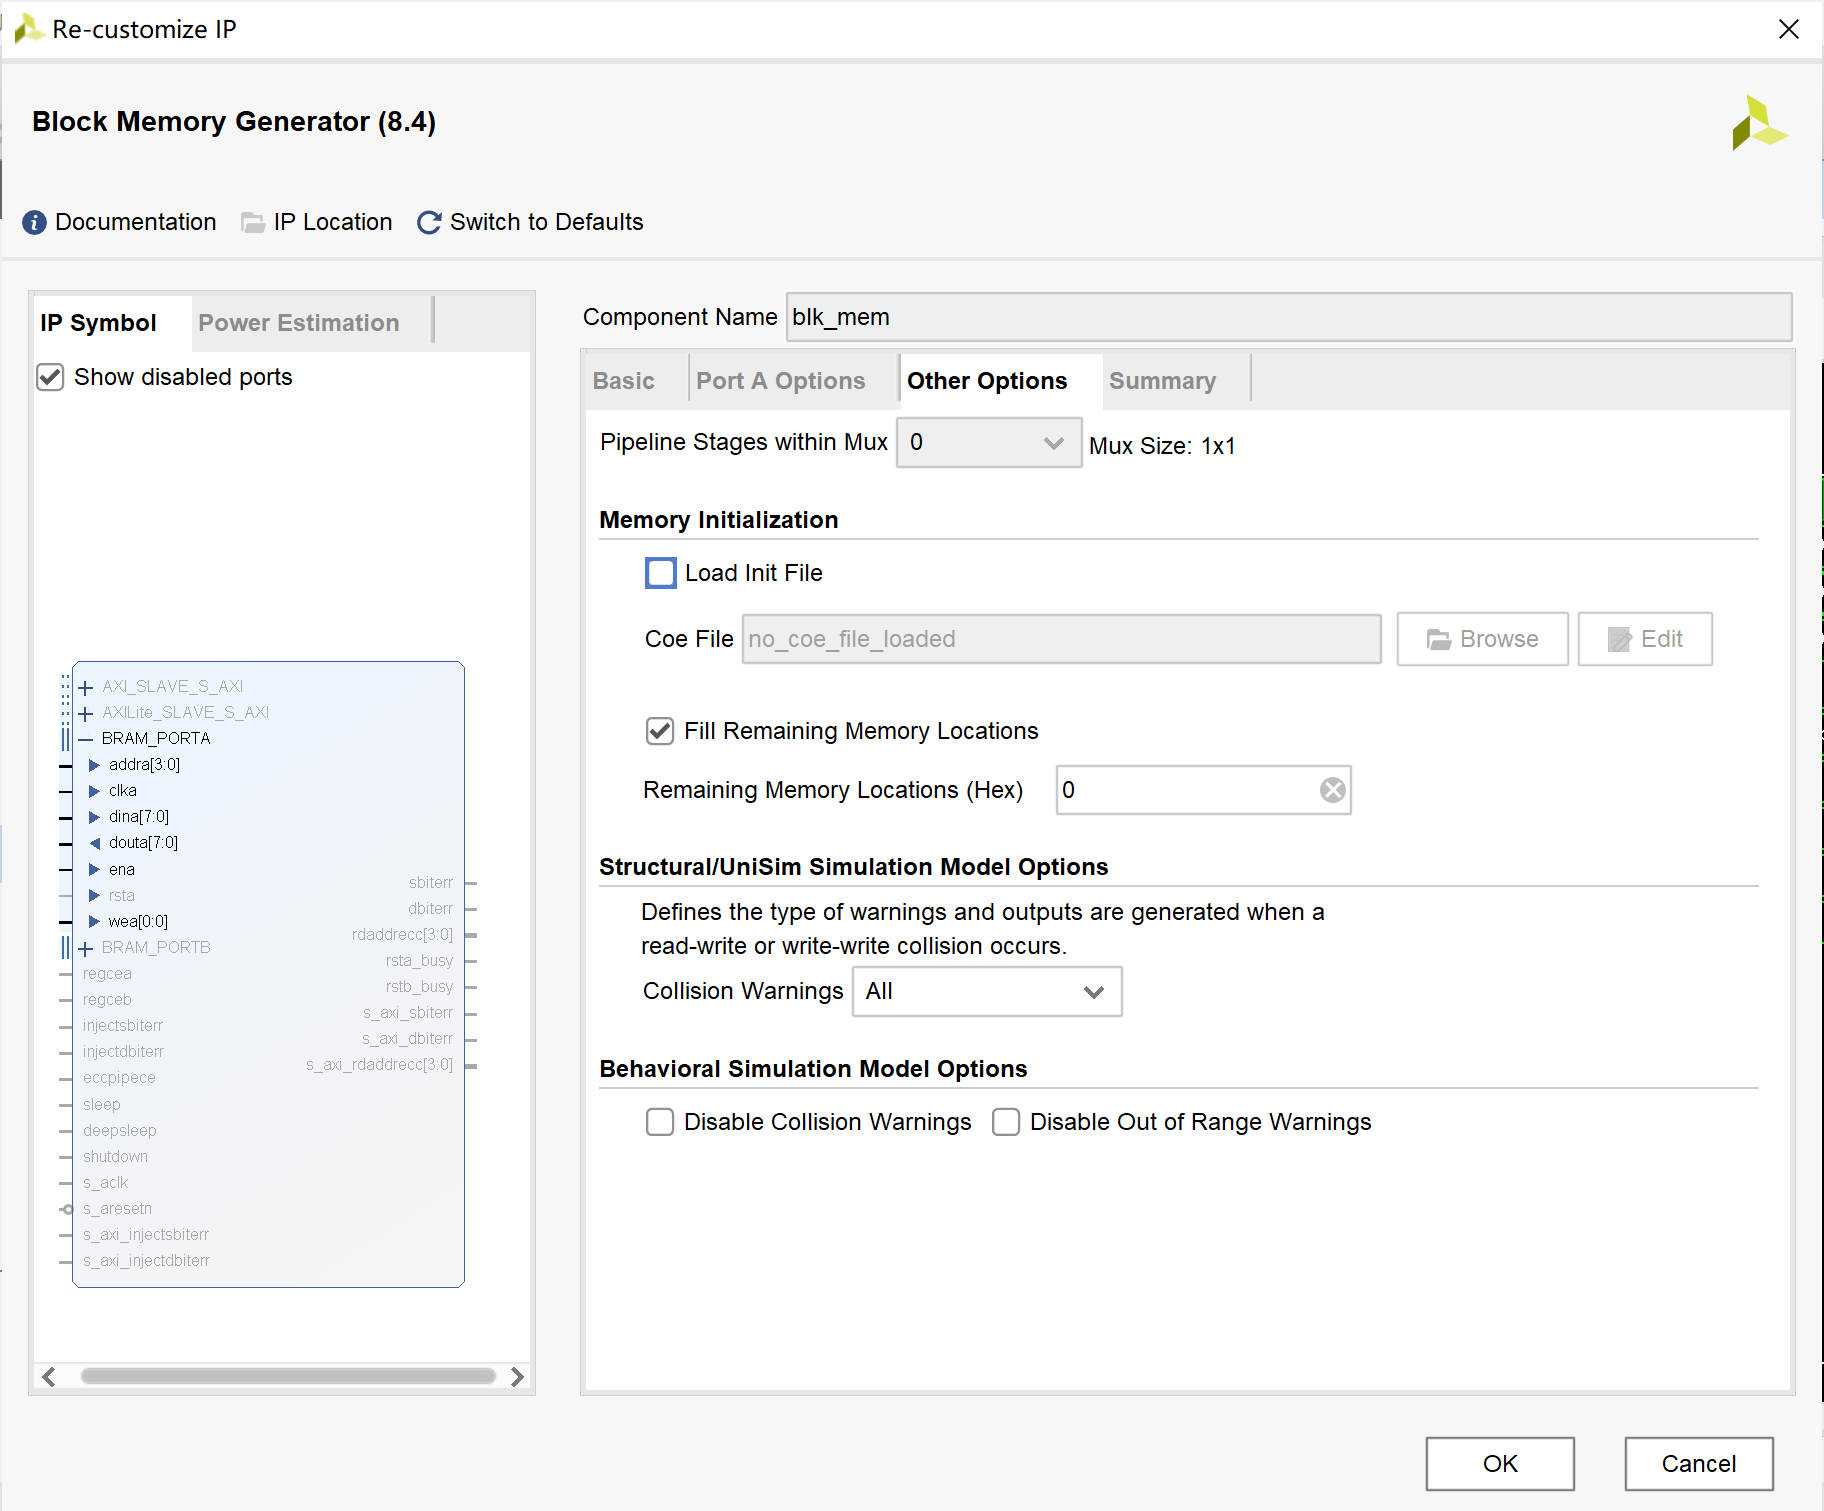 Re-customize IP
Block Memory Generator (8.4)
Documentation IP Location Switch to Defaults
IP Symbol Power Estimation
Show disabled ports
AXI_SLAVE_S_AXI
AXILite_SLAVE_S_AXI
BRAM_PORTA
addra[3:0]
clka
dina[7:0]
douta[7:0]
ena
rsta
wea[0:0]
BRAM_PORTB
regcea
regceb
injectsbiterr
injectdbiterr
eccpipece
sleep
deepsleep
shutdown
s_aclk
s_aresetn
s_axi_injectsbiterr
s_axi_injectdbiterr
sbiterr
dbiterr
rdaddrecc[3:0]
rsta_busy
rstb_busy
s_axi_sbiterr
s_axi_dbiterr
s_axi_rdaddrecc[3:0]
Component Name blk_mem
Basic Port A Options Other Options Summary
Pipeline Stages within Mux 0 Mux Size: 1x1
Memory Initialization
Load Init File
Coe File no_coe_file_loaded Browse Edit
Fill Remaining Memory Locations
Remaining Memory Locations (Hex) 0
Structural/UniSim Simulation Model Options
Defines the type of warnings and outputs are generated when a
read-write or write-write collision occurs.
Collision Warnings All
Behavioral Simulation Model Options
Disable Collision Warnings Disable Out of Range Warnings
OK Cancel